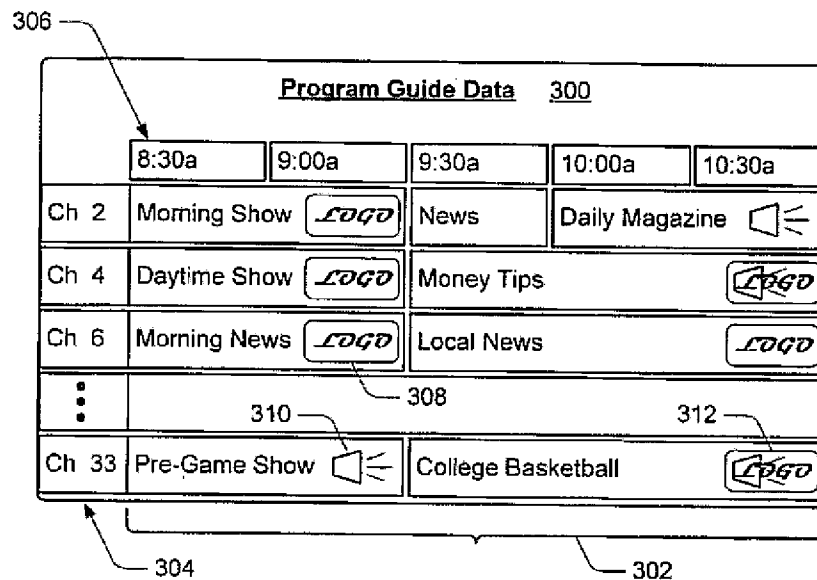 306
Program Guide Data 300
8:30a 9:00a 9:30a 10:00a 10:30a
Ch 2 Morning Show LOGO News Daily Magazine
Ch 4 Daytime Show LOGO Money Tips LOGO
Ch 6 Morning News LOGO Local News LOGO
308
310 312
Ch 33 Pre-Game Show College Basketball LOGO
304 302